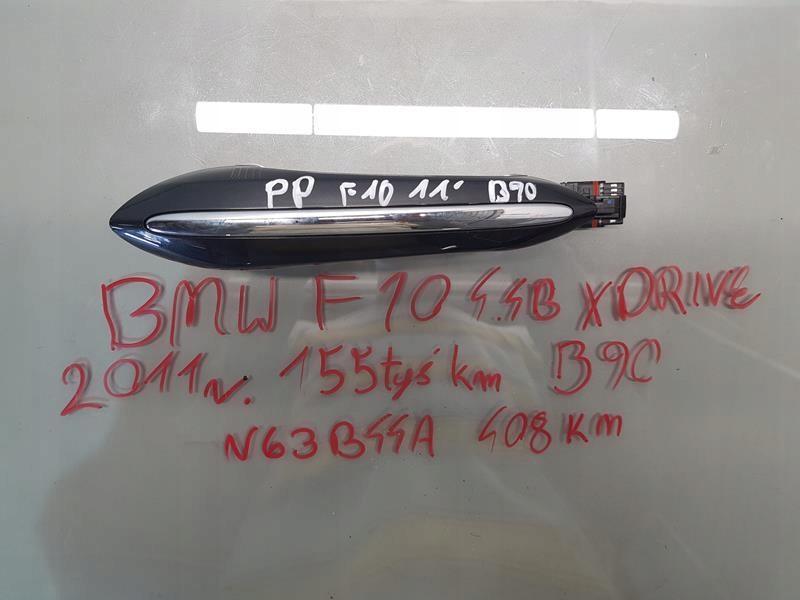 PP F10 11' B90
BMW F10 4.4B XDRIVE
2011r. 155tyś km B90
N63B44A 408KM